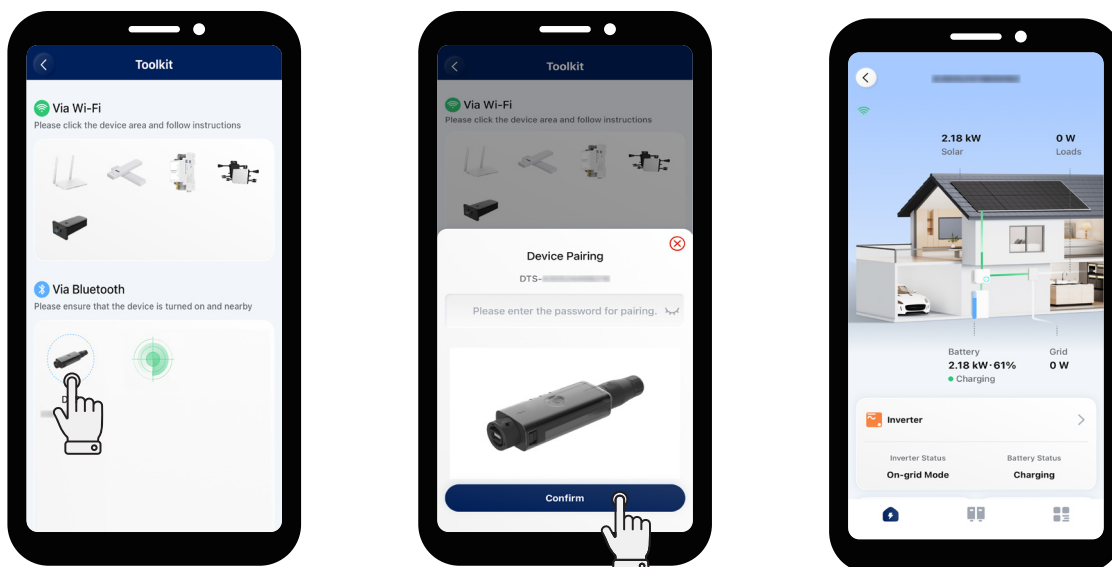 Toolkit
Via Wi-Fi
Please click the device area and follow instructions
Via Bluetooth
Please ensure that the device is turned on and nearby
D
Toolkit
Via Wi-Fi
Please click the device area and follow instructions
Device Pairing
DTS-
Please enter the password for pairing.
Confirm
2.18 kW
0 W
Solar
Loads
Battery
Grid
2.18 kW·61%
0 W
Charging
Inverter
Inverter Status
Battery Status
On-grid Mode
Charging